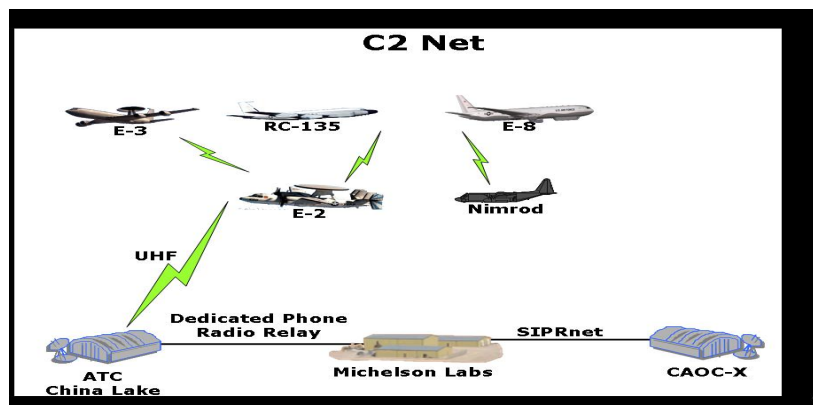 C2 Net
E-3
RC-135
E-8
E-2
Nimrod
UHF
Dedicated Phone
Radio Relay
SIPRnet
ATC
China Lake
Michelson Labs
CAOC-X